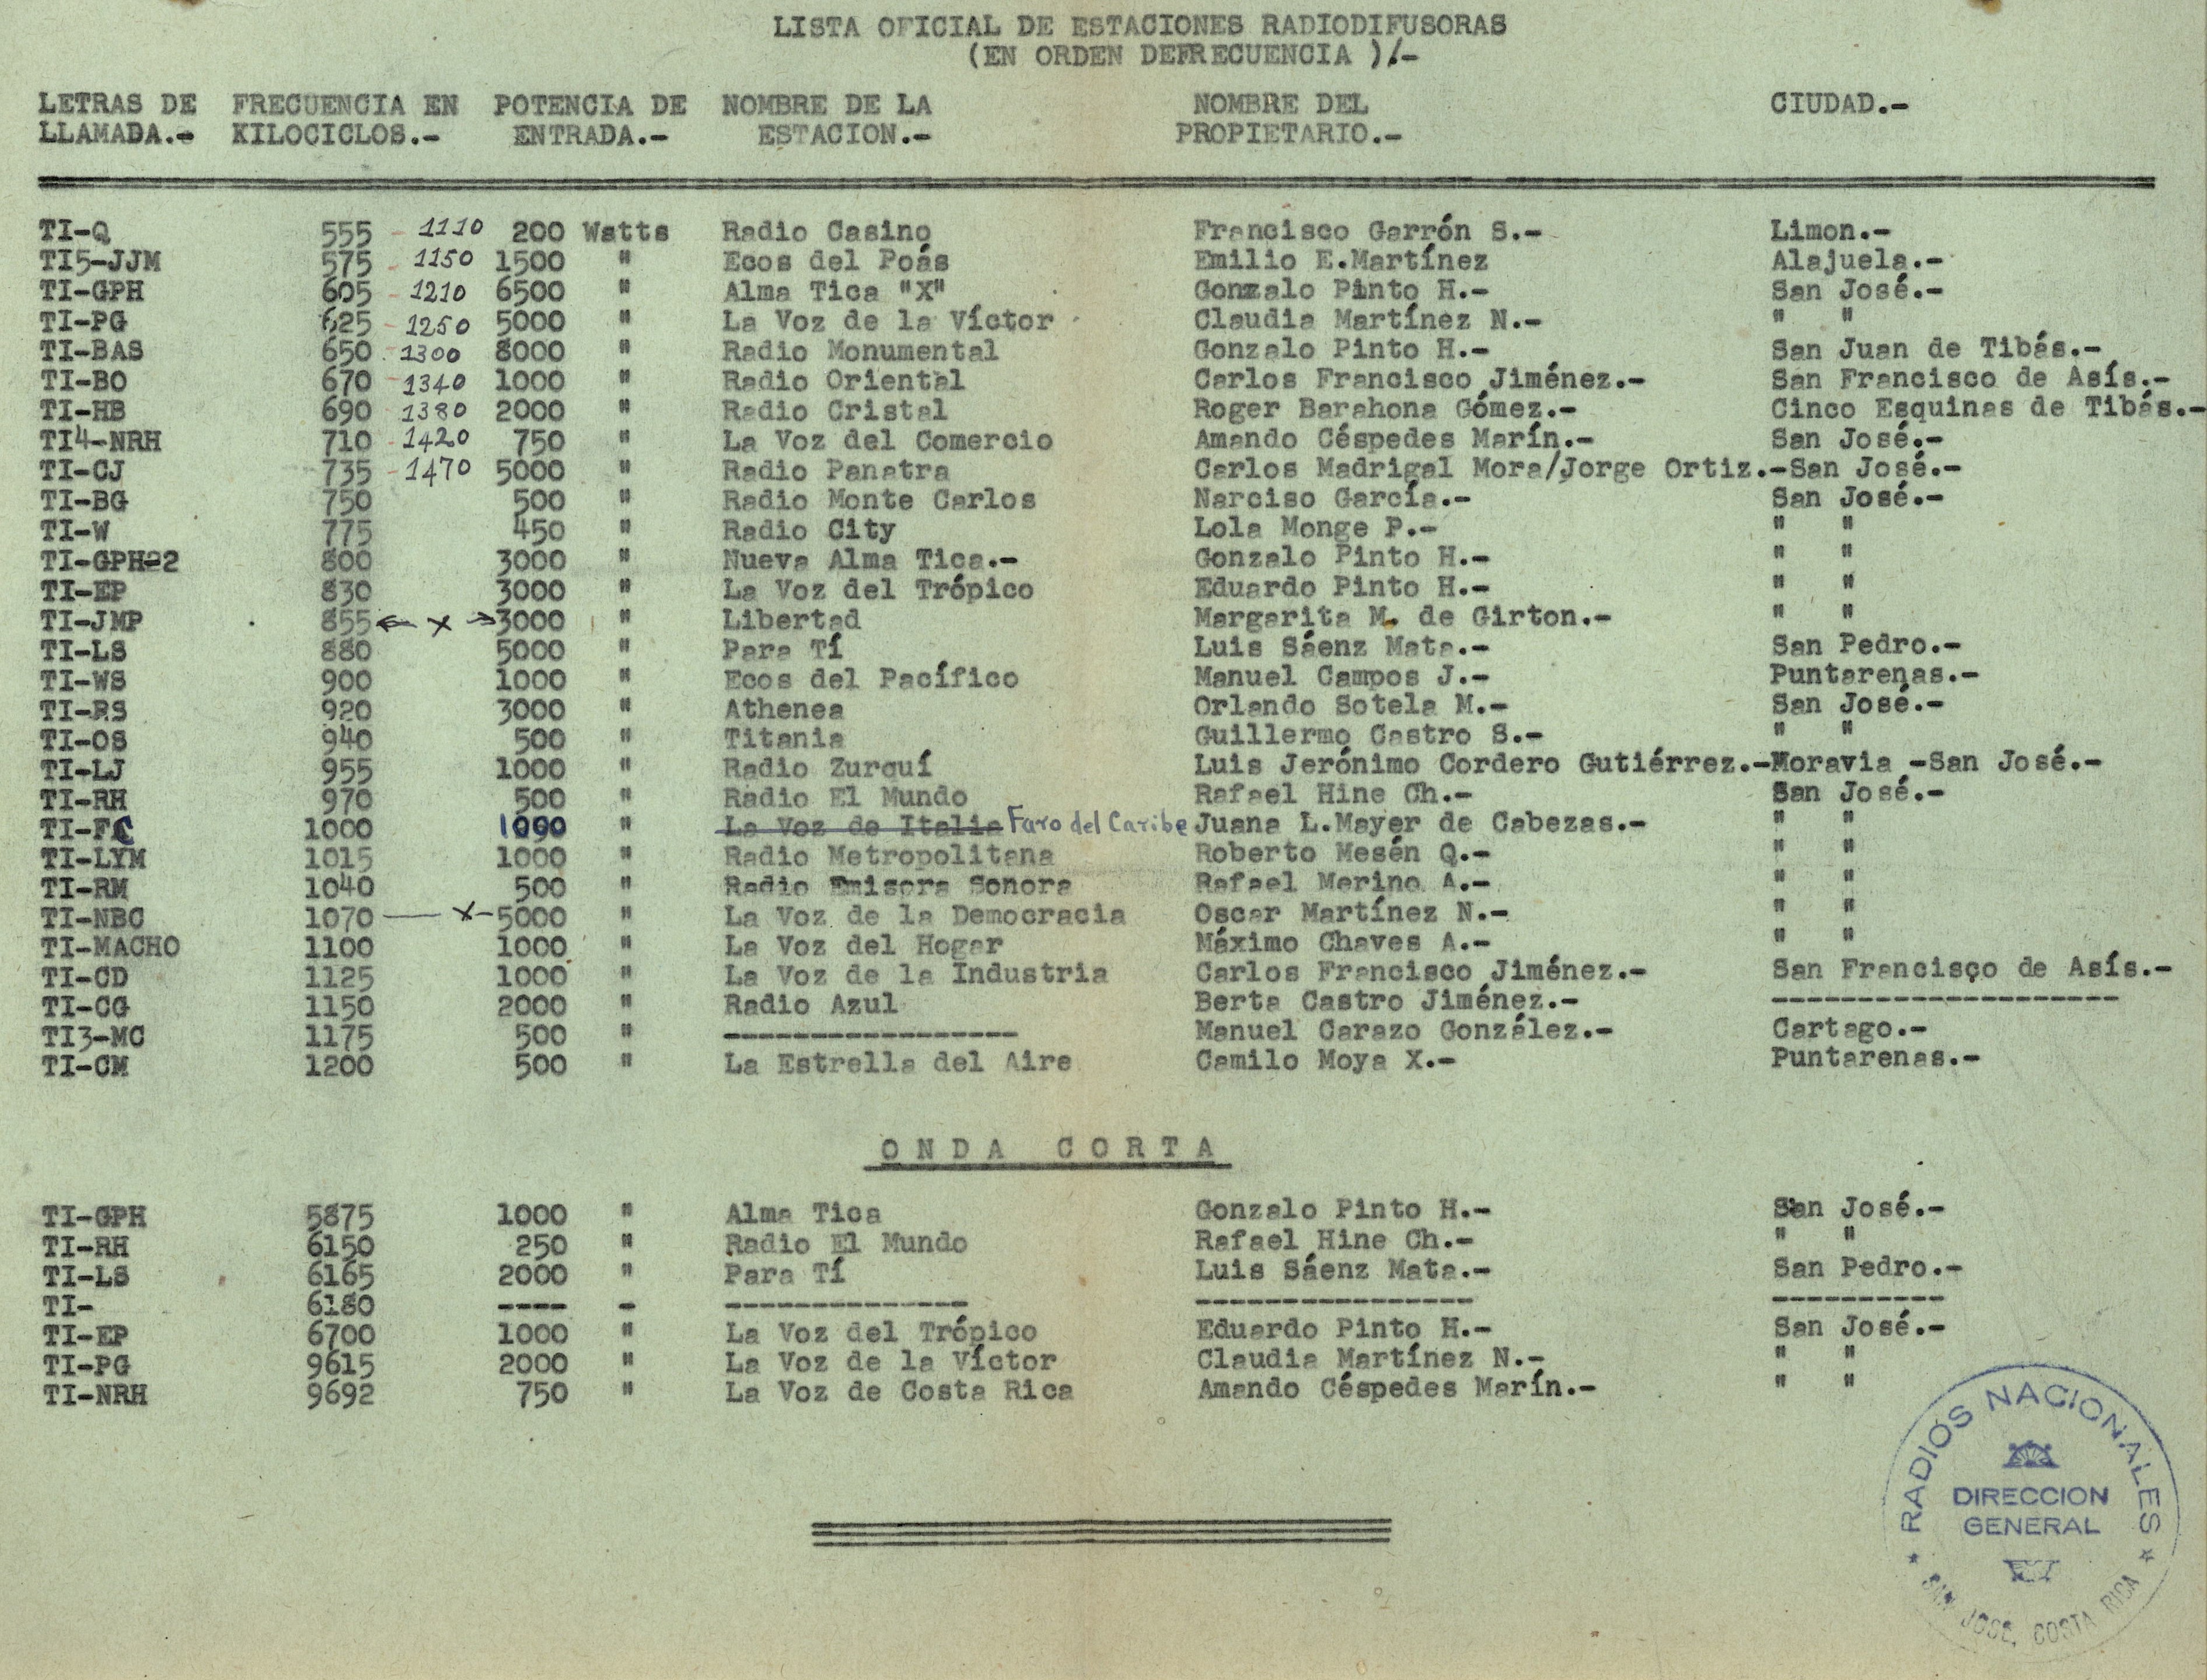 LISTA OFICIAL DE ESTACIONES RADIODIFUSORAS
(EN ORDEN DEFRECUENCIA )/.-
LETRAS DE FRECUENCIA EN POTENCIA DE NOMBRE DE LA NOMBRE DEL CIUDAD.-
LLAMADA.- KILOCICLOS.- ENTRADA.- ESTACION.- PROPIETARIO.-
TI-Q 555 - 1110 200 Watts Radio Casino Francisco Garrón S.- Limon.-
TI5-JJM 575 - 1150 1500 " Ecos del Poás Emilio E.Martínez Alajuela.-
TI-GPH 605 - 1210 6500 " Alma Tica "X" Gonzalo Pinto H.- San José.-
TI-PG 625 - 1250 5000 " La Voz de la Víctor Claudia Martínez N.- " "
TI-BAS 650 - 1300 8000 " Radio Monumental Gonzalo Pinto H.- San Juan de Tibás.-
TI-BO 670 - 1340 1000 " Radio Oriental Carlos Francisco Jiménez.- San Francisco de Asís.-
TI-HB 690 1380 2000 " Radio Cristal Roger Barahona Gómez.- Cinco Esquinas de Tibás.-
TI4-NRH 710 - 1420 750 " La Voz del Comercio Amando Céspedes Marín.- San José.-
TI-CJ 735 - 1470 5000 " Radio Panatra Carlos Madrigal Mora/Jorge Ortiz.-San José.-
TI-BG 750 500 " Radio Monte Carlos Narciso García.- San José.-
TI-W 775 450 " Radio City Lola Monge P.- " "
TI-GPH-2 800 3000 " Nueva Alma Tica.- Gonzalo Pinto H.- " "
TI-EP 830 3000 " La Voz del Trópico Eduardo Pinto H.- " "
TI-JMP 855 ← x → 3000 " Libertad Margarita M. de Girton.- " "
TI-LS 880 5000 " Para Tí Luis Sáenz Mata.- San Pedro.-
TI-WS 900 1000 " Ecos del Pacífico Manuel Campos J.- Puntarenas.-
TI-RS 920 3000 " Athenea Orlando Sotela M.- San José.-
TI-OS 940 500 " Titania Guillermo Castro S.- " "
TI-LJ 955 1000 " Radio Zurquí Luis Jerónimo Cordero Gutiérrez.-Moravia -San José.-
TI-RH 970 500 " Radio El Mundo Rafael Hine Ch.- San José.-
TI-FC 1000 1000 " La Voz de Italia Faro del Caribe Juana L.Mayer de Cabezas.- " "
TI-LYM 1015 1000 " Radio Metropolitana Roberto Mesén Q.- " "
TI-RM 1040 500 " Radio Emisora Sonora Rafael Merino A.- " "
TI-NBC 1070 — x - 5000 " La Voz de la Democracia Oscar Martínez N.- " "
TI-MACHO 1100 1000 " La Voz del Hogar Máximo Chaves A.- " "
TI-CD 1125 1000 " La Voz de la Industria Carlos Francisco Jiménez.- San Francisco de Asís.-
TI-CG 1150 2000 " Radio Azul Berta Castro Jiménez.- --------------------
TI3-MC 1175 500 " ----------------- Manuel Carazo González.- Cartago.-
TI-CM 1200 500 " La Estrella del Aire Camilo Moya X.- Puntarenas.-
O N D A C O R T A
TI-GPH 5875 1000 " Alma Tica Gonzalo Pinto H.- San José.-
TI-RH 6150 250 " Radio El Mundo Rafael Hine Ch.- " "
TI-LS 6165 2000 " Para Tí Luis Sáenz Mata.- San Pedro.-
TI- 6180 ---- - -------------- ---------------- ----------
TI-EP 6700 1000 " La Voz del Trópico Eduardo Pinto H.- San José.-
TI-PG 9615 2000 " La Voz de la Víctor Claudia Martínez N.- " "
TI-NRH 9692 750 " La Voz de Costa Rica Amando Céspedes Marín.- " "
RADIOS NACIONALES
DIRECCION
GENERAL
SAN JOSE, COSTA RICA